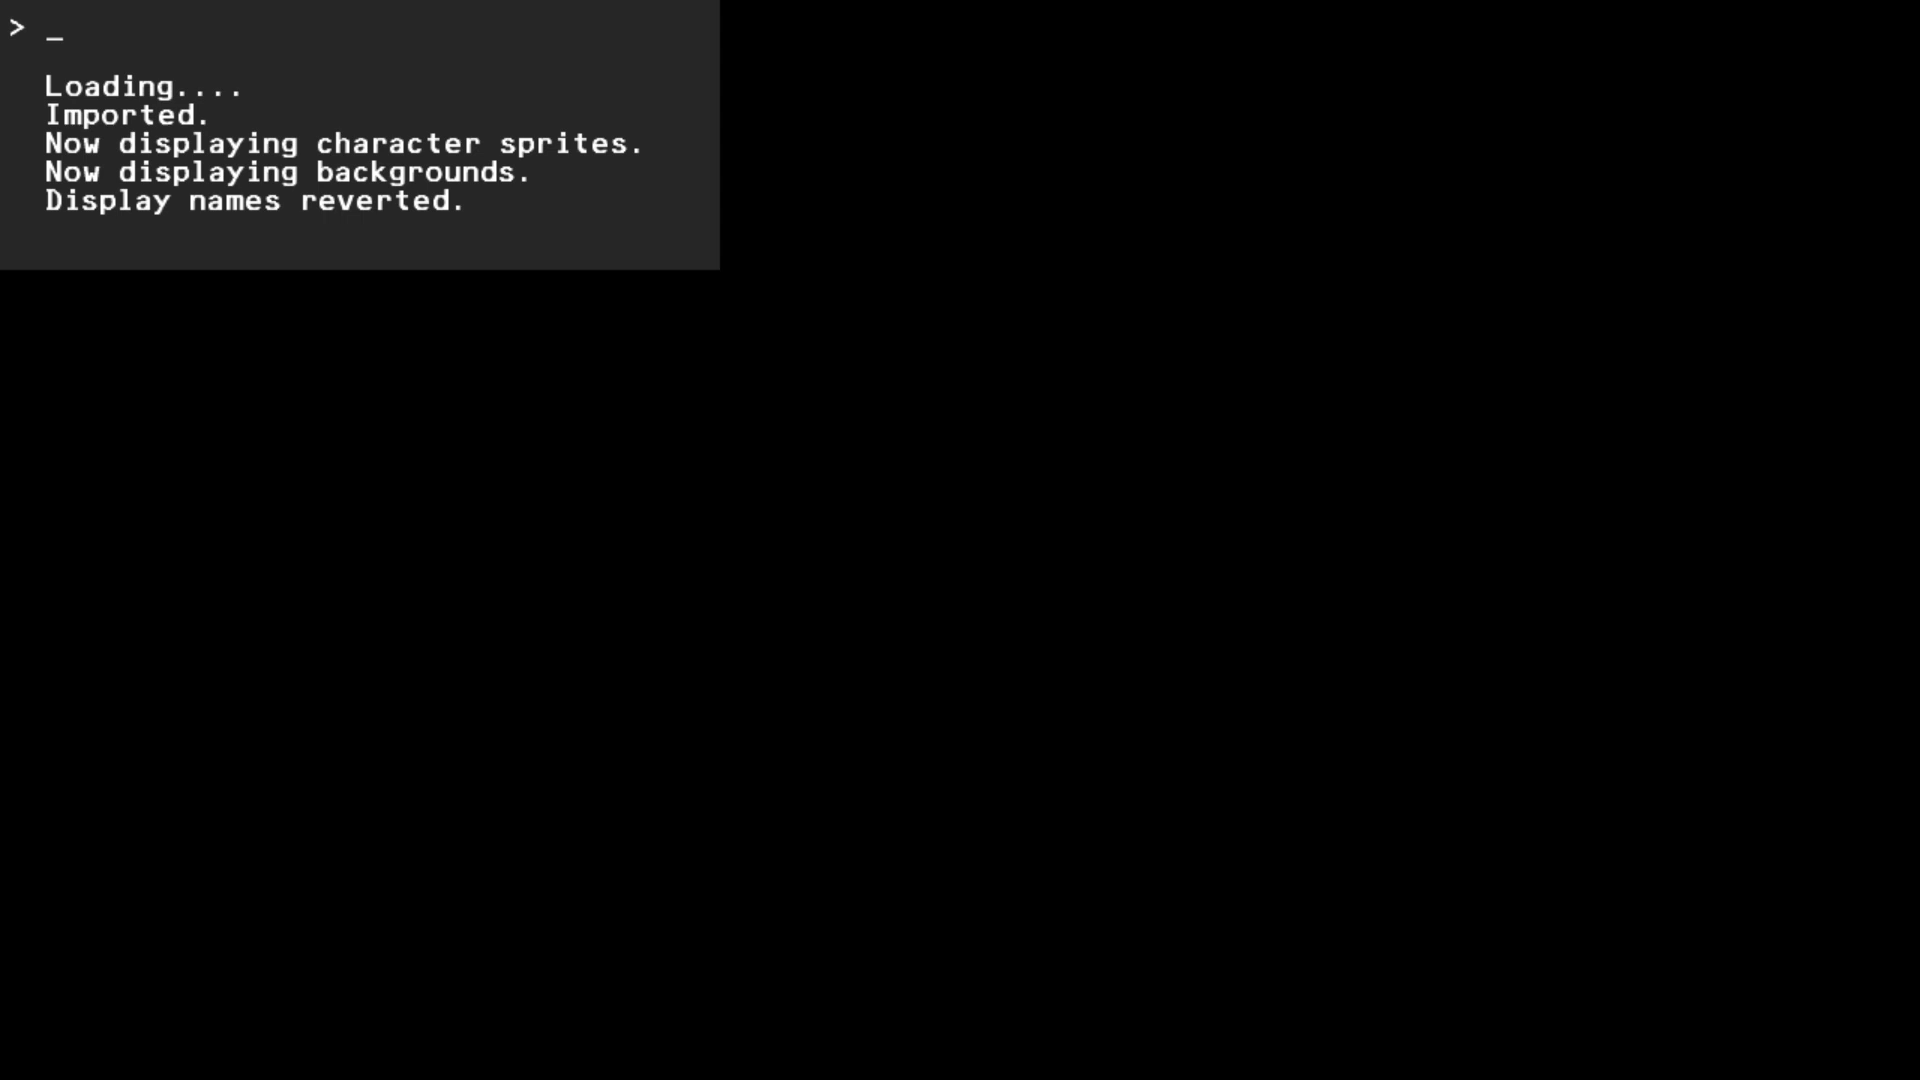 > _
Loading....
Imported.
Now displaying character sprites.
Now displaying backgrounds.
Display names reverted.